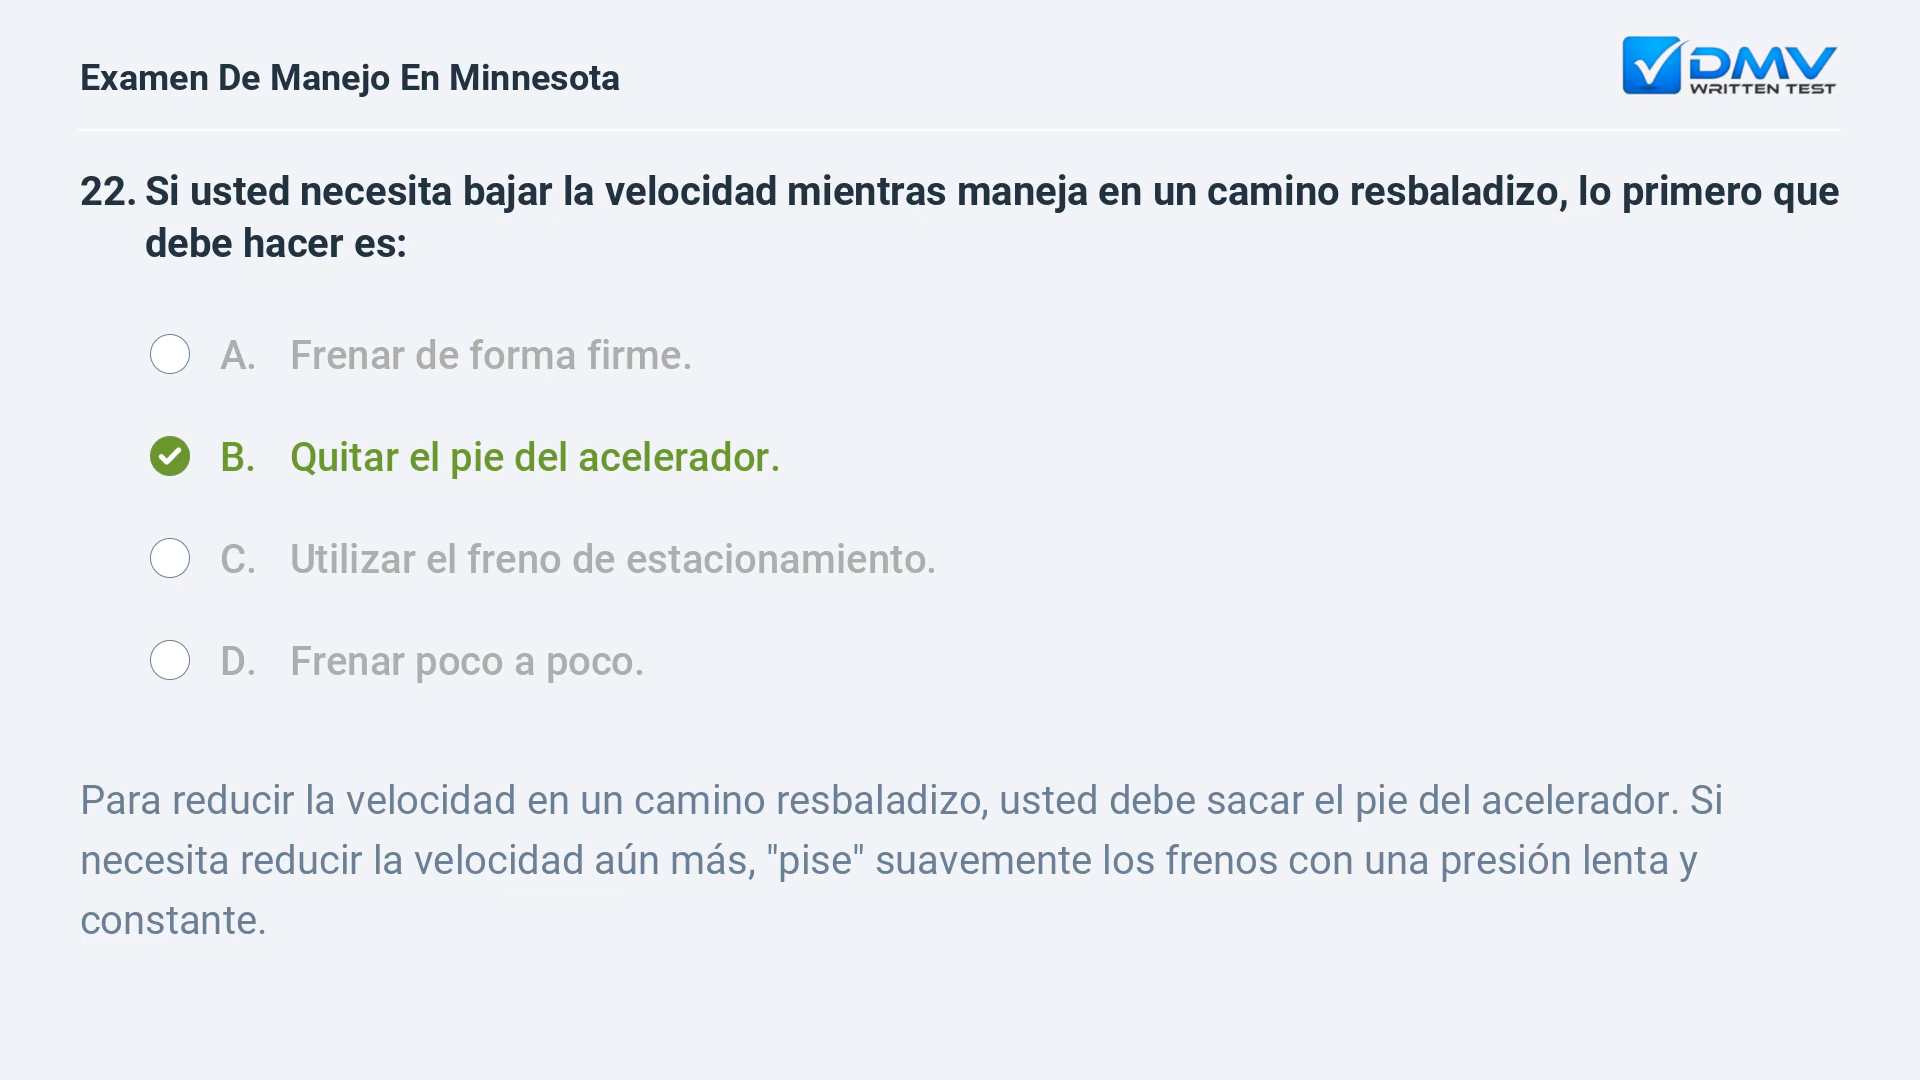 Examen De Manejo En Minnesota
DMV
WRITTEN TEST
22. Si usted necesita bajar la velocidad mientras maneja en un camino resbaladizo, lo primero que
debe hacer es:
A. Frenar de forma firme.
B. Quitar el pie del acelerador.
C. Utilizar el freno de estacionamiento.
D. Frenar poco a poco.
Para reducir la velocidad en un camino resbaladizo, usted debe sacar el pie del acelerador. Si
necesita reducir la velocidad aún más, "pise" suavemente los frenos con una presión lenta y
constante.